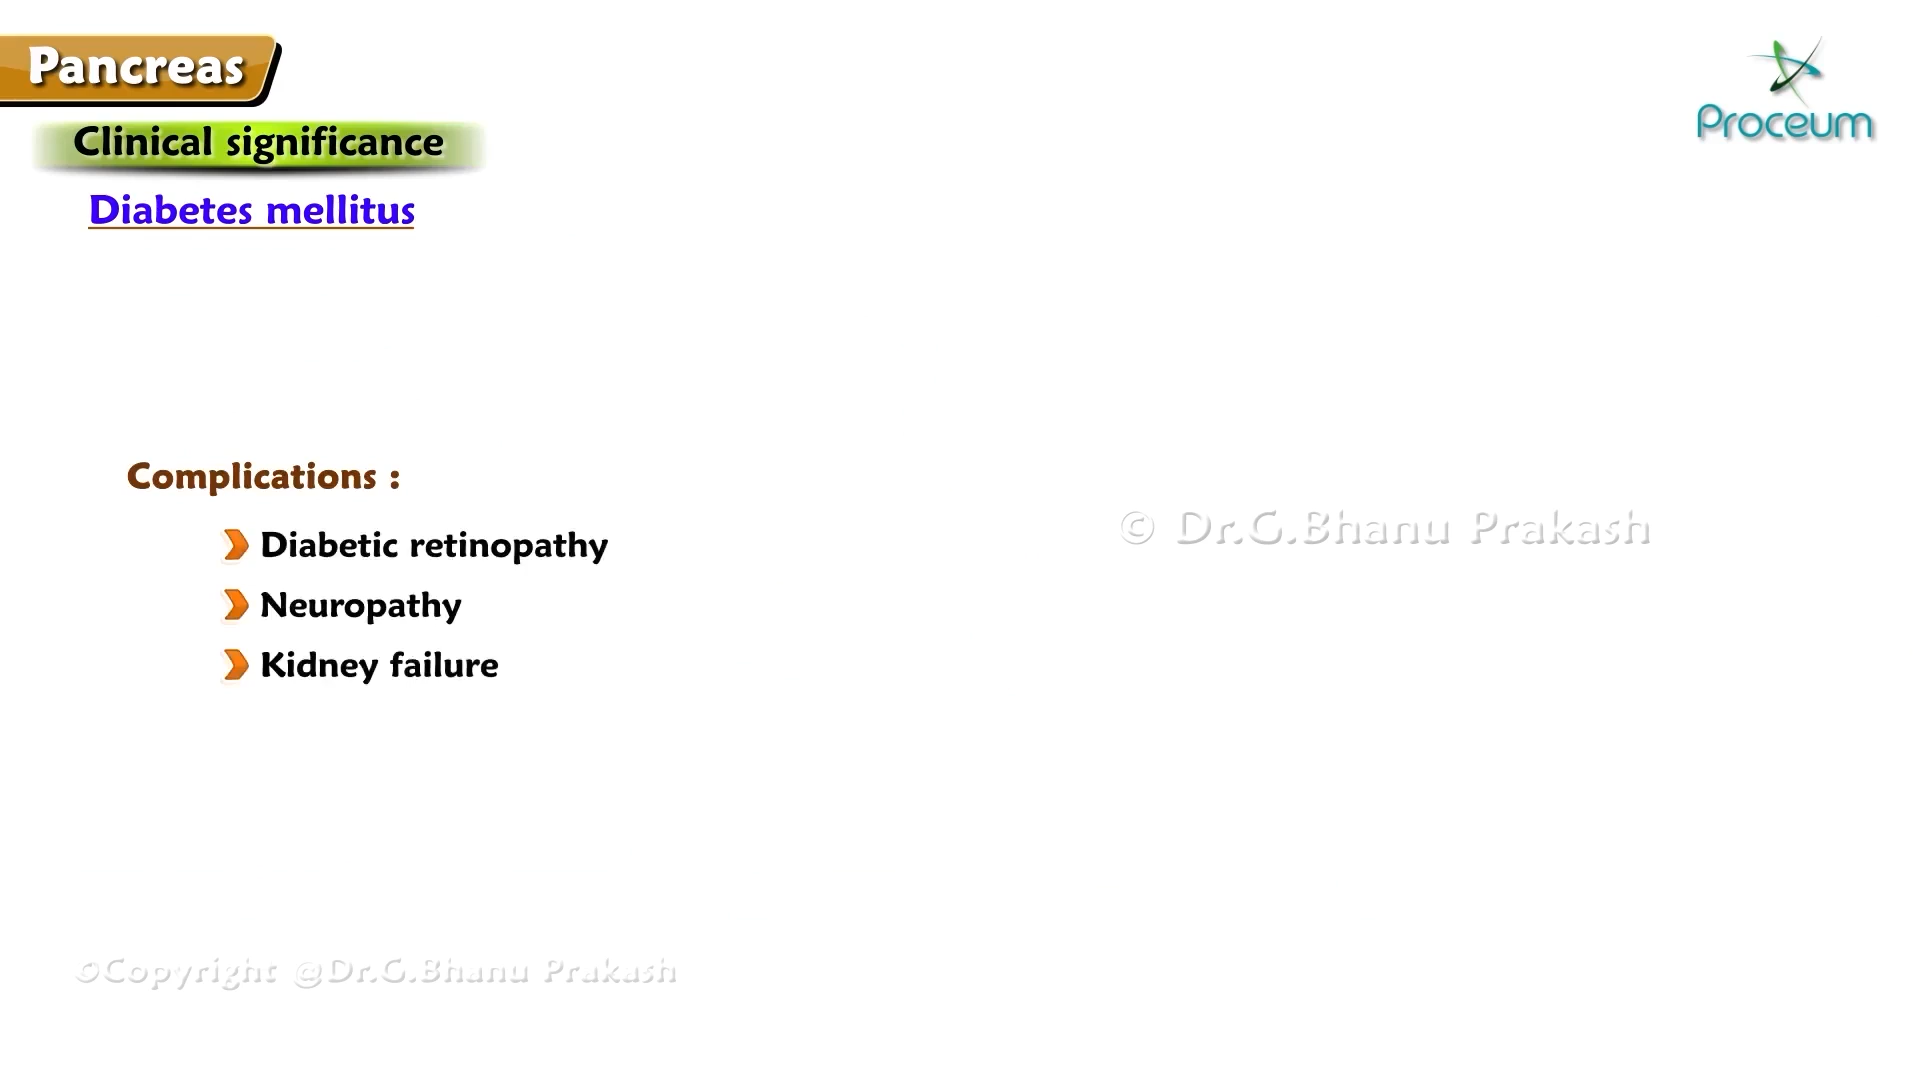 Pancreas
Proceum
Clinical significance
Diabetes mellitus
Complications :
Diabetic retinopathy
© Dr.G.Bhanu Prakash
Neuropathy
Kidney failure
©Copyright @Dr.G.Bhanu Prakash